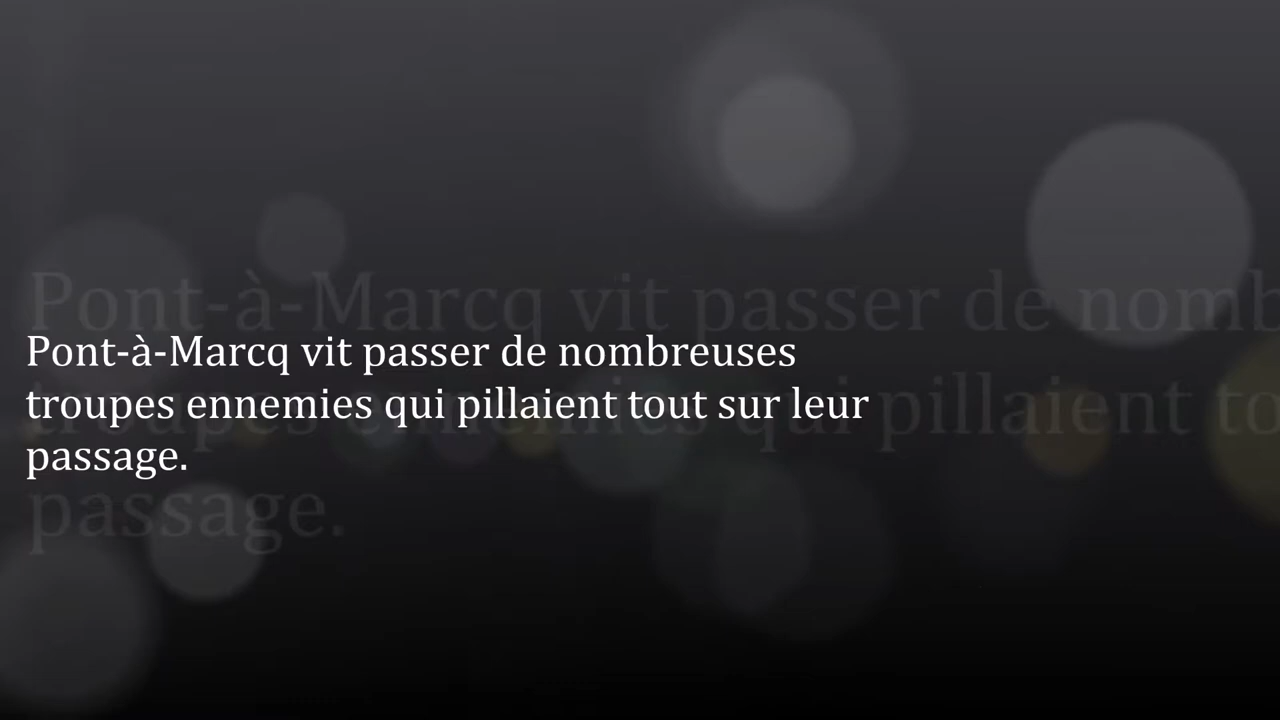 Pont-à-Marcq vit passer de nombreuses
troupes ennemies qui pillaient tout sur leur
passage.